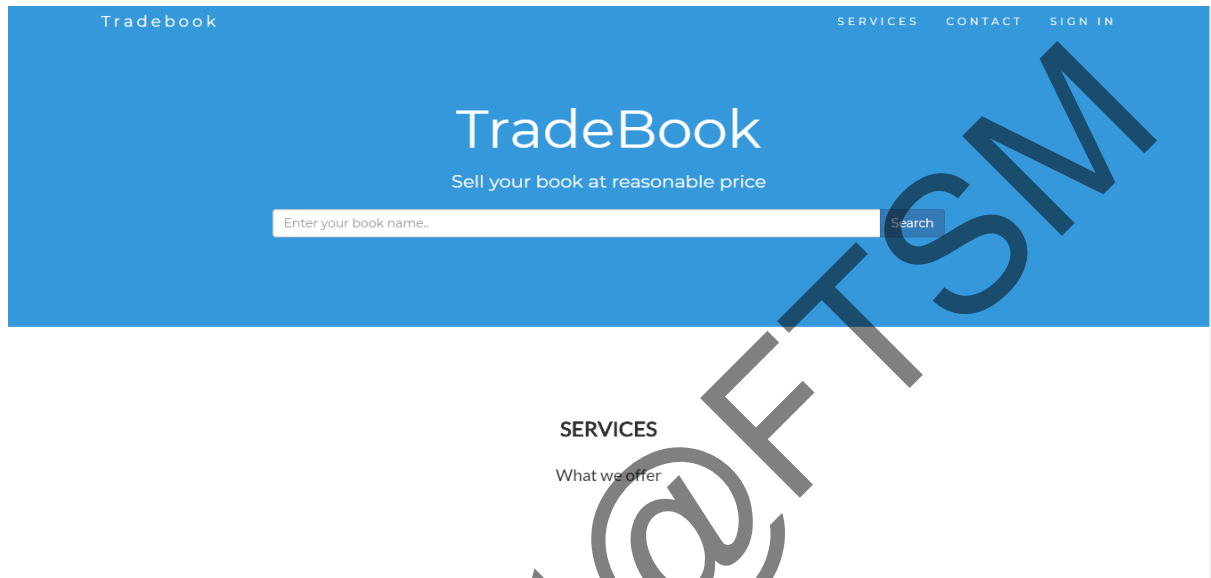 Tradebook
SERVICES CONTACT SIGN IN
TradeBook
Sell your book at reasonable price
Enter your book name..
Search
SERVICES
What we offer
@FTSM